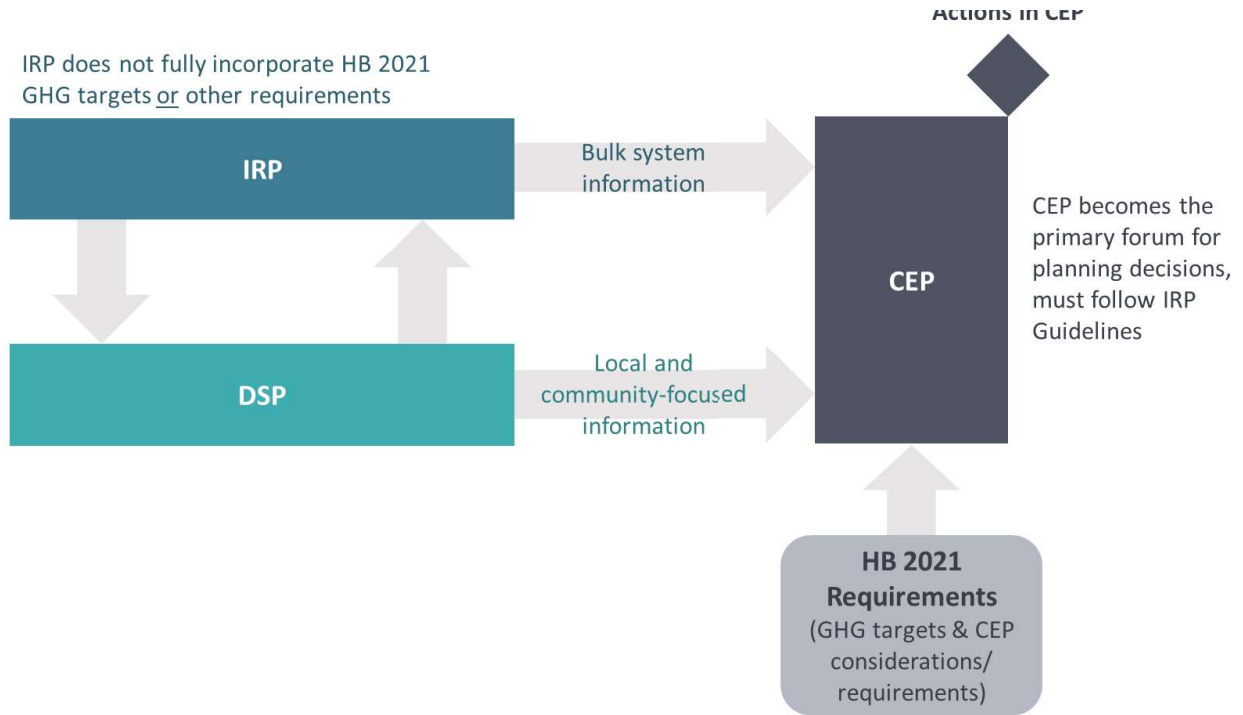 Actions in CEP
IRP does not fully incorporate HB 2021
GHG targets or other requirements
IRP
Bulk system
information
CEP
CEP becomes the
primary forum for
planning decisions,
must follow IRP
Guidelines
DSP
Local and
community-focused
information
HB 2021
Requirements
(GHG targets & CEP
considerations/
requirements)